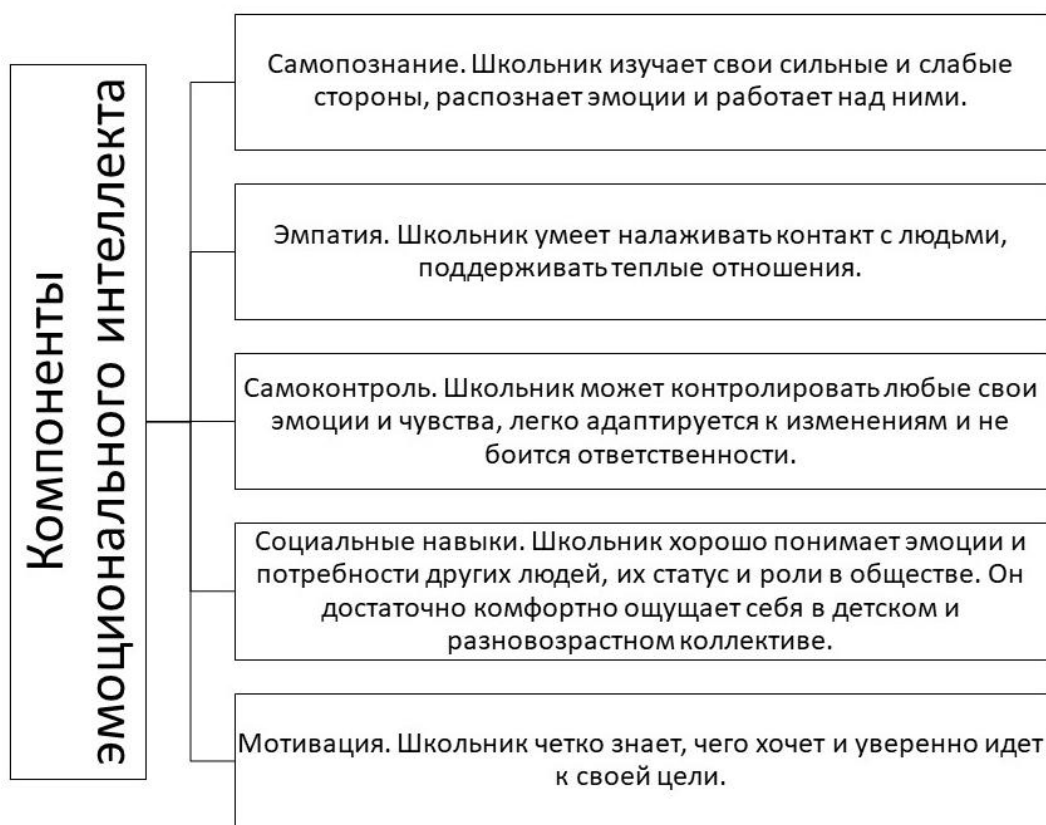 Компоненты
эмоционального интеллекта
Самопознание. Школьник изучает свои сильные и слабые
стороны, распознает эмоции и работает над ними.
Эмпатия. Школьник умеет налаживать контакт с людьми,
поддерживать теплые отношения.
Самоконтроль. Школьник может контролировать любые свои
эмоции и чувства, легко адаптируется к изменениям и не
боится ответственности.
Социальные навыки. Школьник хорошо понимает эмоции и
потребности других людей, их статус и роли в обществе. Он
достаточно комфортно ощущает себя в детском и
разновозрастном коллективе.
Мотивация. Школьник четко знает, чего хочет и уверенно идет
к своей цели.